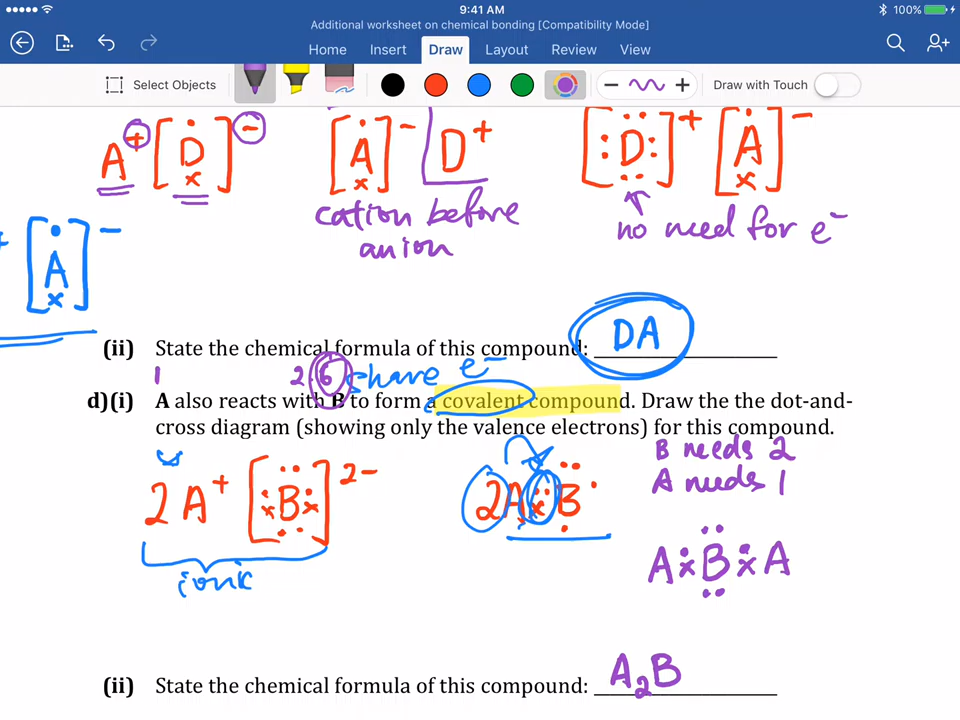 9:41 AM
100%
Additional worksheet on chemical bonding [Compatibility Mode]
Home Insert Draw Layout Review View
Select Objects
Draw with Touch
A+ [D]− [A]− D+ [D]+ [A]−
cation before
anion
no need for e−
+ [A]−
(ii) State the chemical formula of this compound: DA
1 2.6 share e−
d)(i) A also reacts with B to form a covalent compound. Draw the the dot-and-
cross diagram (showing only the valence electrons) for this compound.
B needs 2
A needs 1
2A+ [B]2− 2A B
A B A
ionic
(ii) State the chemical formula of this compound: A₂B